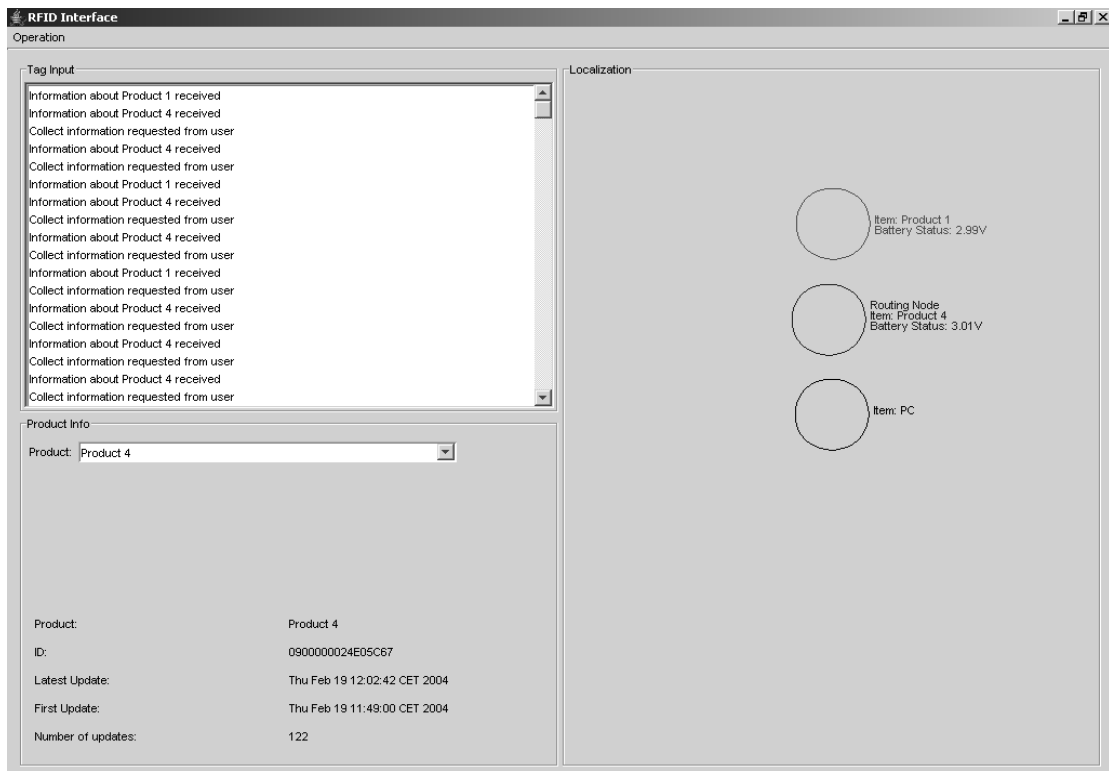 RFID Interface
Operation
Tag Input
Information about Product 1 received
Information about Product 4 received
Collect information requested from user
Information about Product 4 received
Collect information requested from user
Information about Product 1 received
Information about Product 4 received
Collect information requested from user
Information about Product 4 received
Collect information requested from user
Information about Product 1 received
Collect information requested from user
Information about Product 4 received
Collect information requested from user
Information about Product 4 received
Collect information requested from user
Information about Product 4 received
Collect information requested from user
Product Info
Product: Product 4
Product: Product 4
ID: 0900000024E05C67
Latest Update: Thu Feb 19 12:02:42 CET 2004
First Update: Thu Feb 19 11:49:00 CET 2004
Number of updates: 122
Localization
Item: Product 1
Battery Status: 2.99V
Routing Node
Item: Product 4
Battery Status: 3.01V
Item: PC